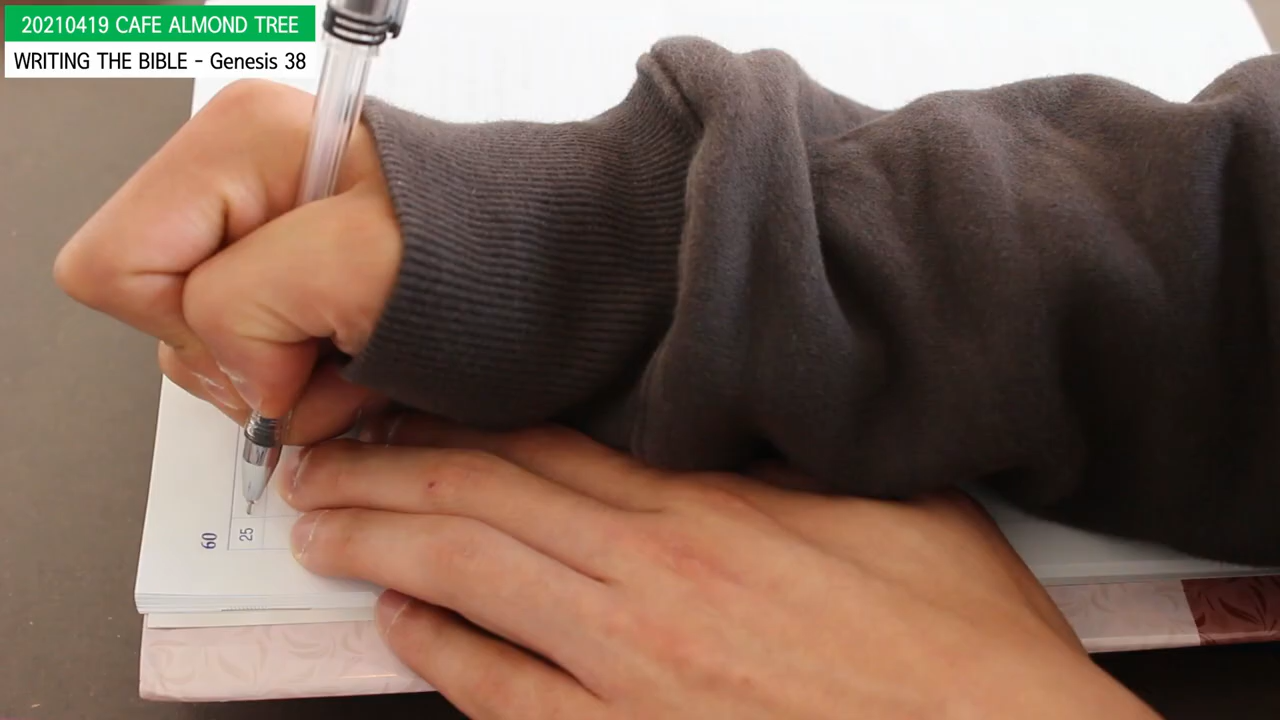 20210419 CAFE ALMOND TREE
WRITING THE BIBLE - Genesis 38
60
25